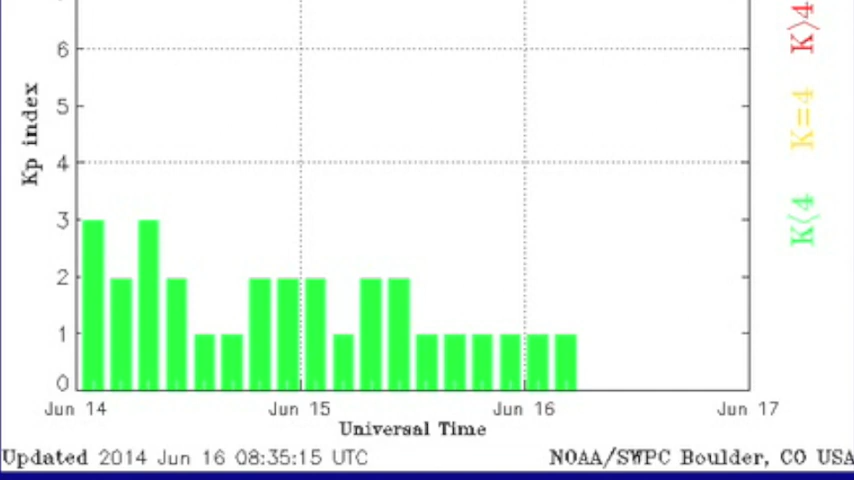 6
5
4
3
2
1
0
Kp index
Jun 14 Jun 15 Jun 16 Jun 17
Universal Time
Updated 2014 Jun 16 08:35:15 UTC NOAA/SWPC Boulder, CO USA
K<4 K=4 K>4